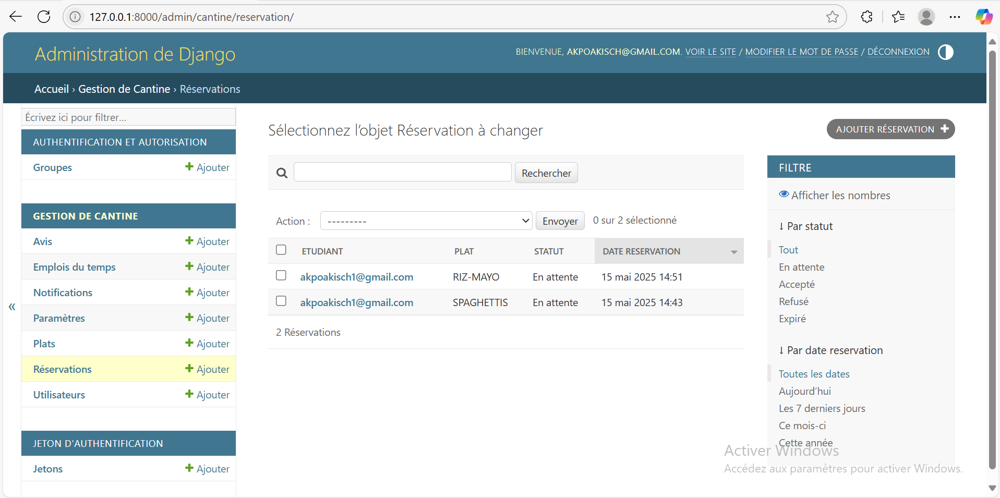 127.0.0.1:8000/admin/cantine/reservation/
Administration de Django
BIENVENUE, AKPOAKISCH@GMAIL.COM. VOIR LE SITE / MODIFIER LE MOT DE PASSE / DÉCONNEXION
Accueil › Gestion de Cantine › Réservations
Écrivez ici pour filtrer…
AUTHENTIFICATION ET AUTORISATION
Groupes Ajouter
GESTION DE CANTINE
Avis Ajouter
Emplois du temps Ajouter
Notifications Ajouter
Paramètres Ajouter
Plats Ajouter
Réservations Ajouter
Utilisateurs Ajouter
JETON D'AUTHENTIFICATION
Jetons Ajouter
«
Sélectionnez l’objet Réservation à changer
AJOUTER RÉSERVATION
Rechercher
Action : --------- Envoyer 0 sur 2 sélectionné
ETUDIANT PLAT STATUT DATE RESERVATION
akpoakisch1@gmail.com RIZ-MAYO En attente 15 mai 2025 14:51
akpoakisch1@gmail.com SPAGHETTIS En attente 15 mai 2025 14:43
2 Réservations
FILTRE
Afficher les nombres
↓ Par statut
Tout
En attente
Accepté
Refusé
Expiré
↓ Par date reservation
Toutes les dates
Aujourd’hui
Les 7 derniers jours
Ce mois-ci
Cette année
Activer Windows
Accédez aux paramètres pour activer Windows.